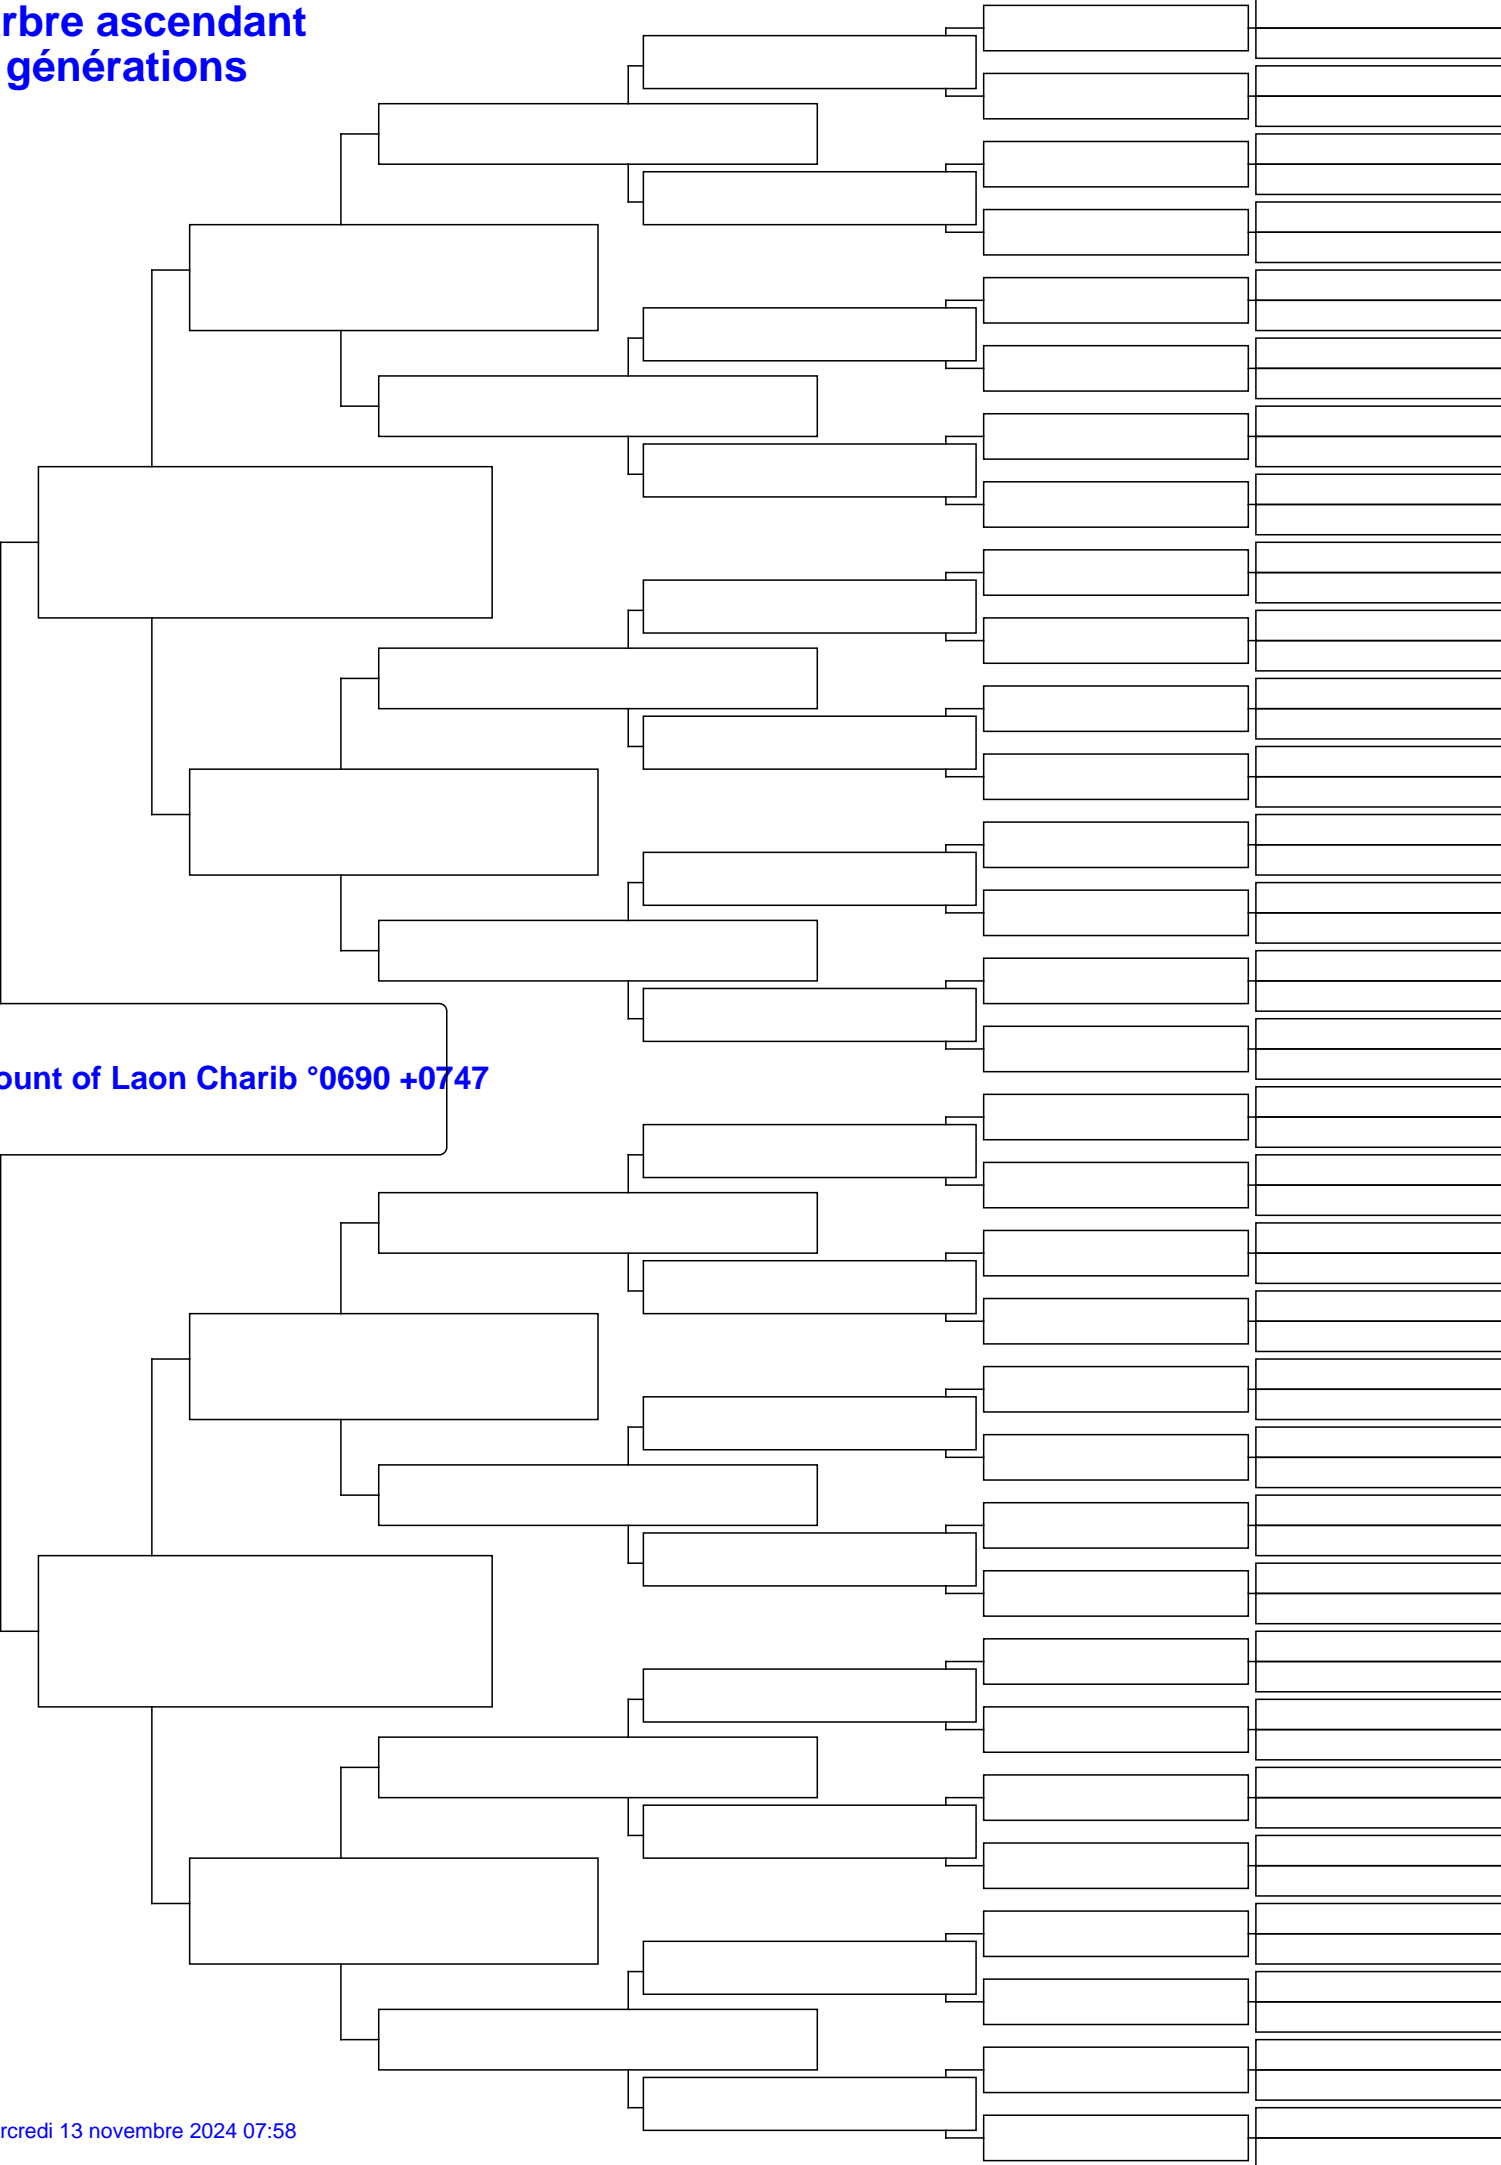 rbre ascendant
générations
ount of Laon Charib °0690 +0747
rcredi 13 novembre 2024 07:58